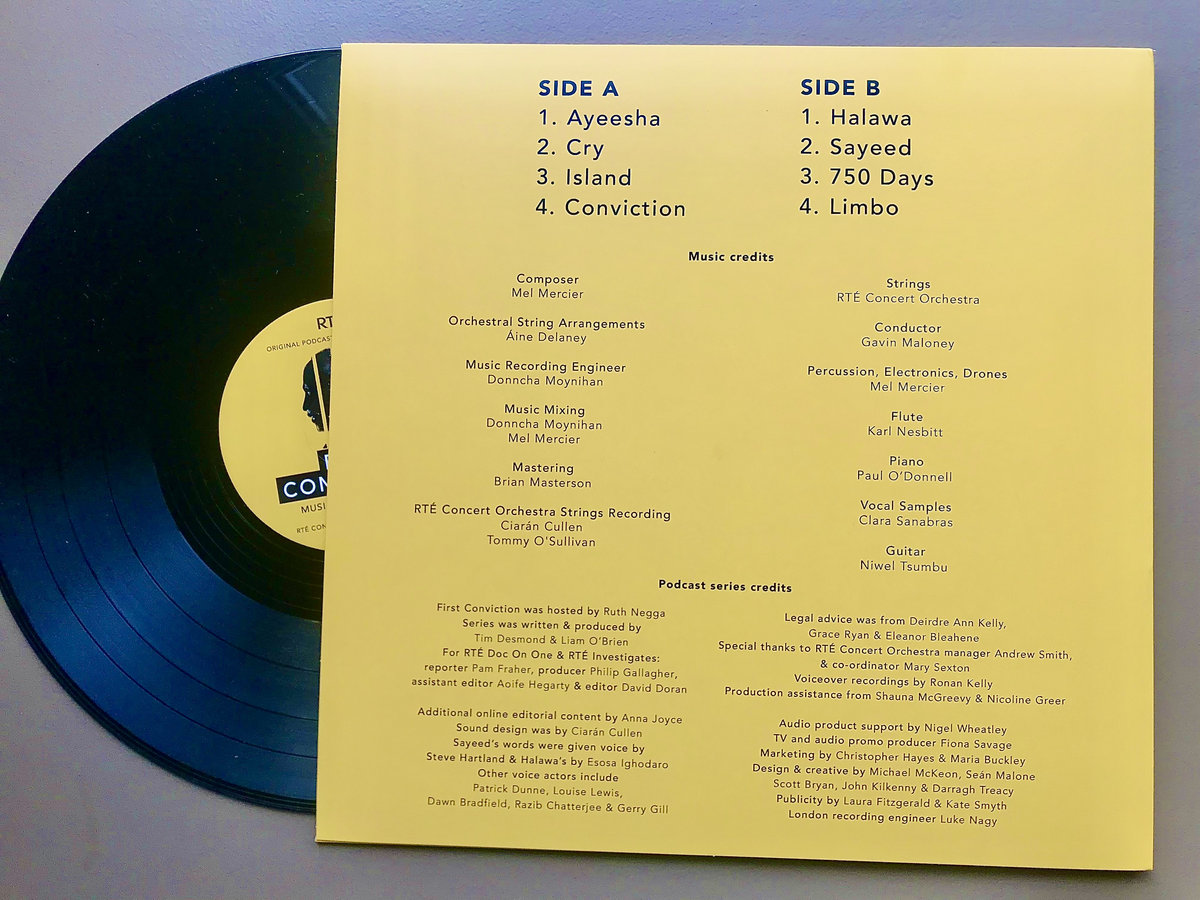 SIDE A
1. Ayeesha
2. Cry
3. Island
4. Conviction
SIDE B
1. Halawa
2. Sayeed
3. 750 Days
4. Limbo
Music credits
Composer
Mel Mercier
Orchestral String Arrangements
Áine Delaney
Music Recording Engineer
Donncha Moynihan
Music Mixing
Donncha Moynihan
Mel Mercier
Mastering
Brian Masterson
RTÉ Concert Orchestra Strings Recording
Ciarán Cullen
Tommy O'Sullivan
Strings
RTÉ Concert Orchestra
Conductor
Gavin Maloney
Percussion, Electronics, Drones
Mel Mercier
Flute
Karl Nesbitt
Piano
Paul O'Donnell
Vocal Samples
Clara Sanabras
Guitar
Niwel Tsumbu
Podcast series credits
First Conviction was hosted by Ruth Negga
Series was written & produced by
Tim Desmond & Liam O'Brien
For RTÉ Doc On One & RTÉ Investigates:
reporter Pam Fraher, producer Philip Gallagher,
assistant editor Aoife Hegarty & editor David Doran
Additional online editorial content by Anna Joyce
Sound design was by Ciarán Cullen
Sayeed's words were given voice by
Steve Hartland & Halawa's by Esosa Ighodaro
Other voice actors include
Patrick Dunne, Louise Lewis,
Dawn Bradfield, Razib Chatterjee & Gerry Gill
Legal advice was from Deirdre Ann Kelly,
Grace Ryan & Eleanor Bleahene
Special thanks to RTÉ Concert Orchestra manager Andrew Smith,
& co-ordinator Mary Sexton
Voiceover recordings by Ronan Kelly
Production assistance from Shauna McGreevy & Nicoline Greer
Audio product support by Nigel Wheatley
TV and audio promo producer Fiona Savage
Marketing by Christopher Hayes & Maria Buckley
Design & creative by Michael McKeon, Seán Malone
Scott Bryan, John Kilkenny & Darragh Treacy
Publicity by Laura Fitzgerald & Kate Smyth
London recording engineer Luke Nagy
RT
ORIGINAL PODCAST
CON
MUSI
RTÉ CON